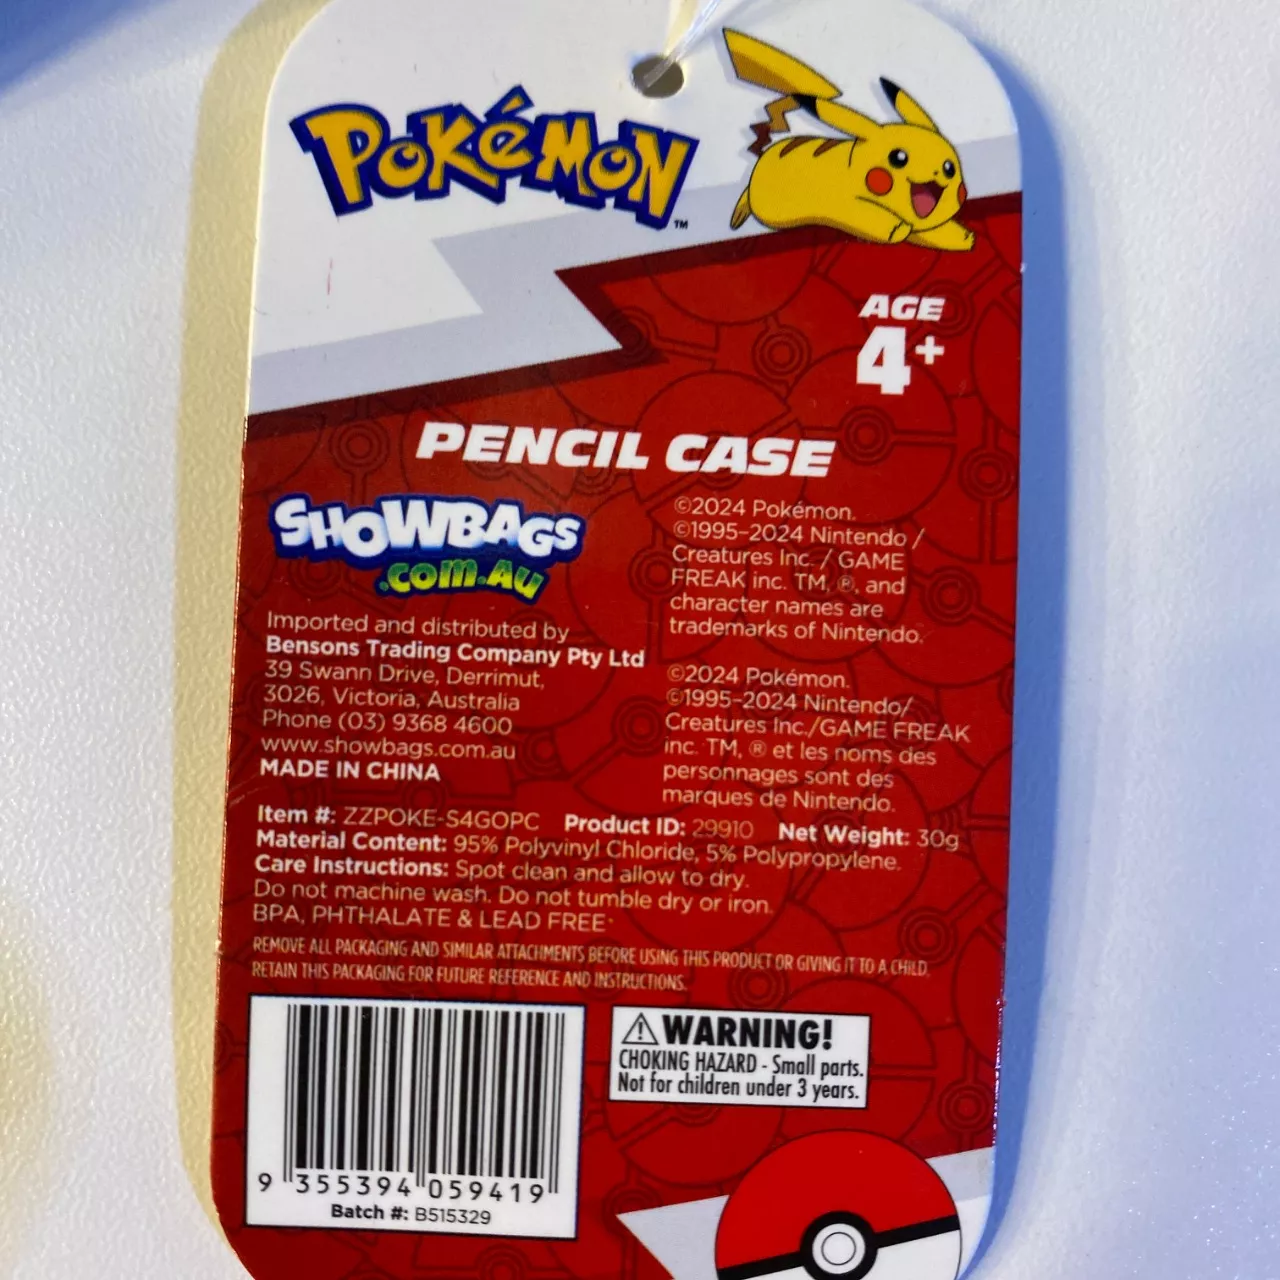 POKéMON™
AGE
4+
PENCIL CASE
SHOWBAGS
.COM.AU
Imported and distributed by
Bensons Trading Company Pty Ltd
39 Swann Drive, Derrimut,
3026, Victoria, Australia
Phone (03) 9368 4600
www.showbags.com.au
MADE IN CHINA
©2024 Pokémon.
©1995–2024 Nintendo /
Creatures Inc. / GAME
FREAK inc. TM, ®, and
character names are
trademarks of Nintendo.
©2024 Pokémon.
©1995-2024 Nintendo/
Creatures Inc./GAME FREAK
inc. TM, ® et les noms des
personnages sont des
marques de Nintendo.
Item #: ZZPOKE-S4GOPC Product ID: 29910 Net Weight: 30g
Material Content: 95% Polyvinyl Chloride, 5% Polypropylene.
Care Instructions: Spot clean and allow to dry.
Do not machine wash. Do not tumble dry or iron.
BPA, PHTHALATE & LEAD FREE
REMOVE ALL PACKAGING AND SIMILAR ATTACHMENTS BEFORE USING THIS PRODUCT OR GIVING IT TO A CHILD.
RETAIN THIS PACKAGING FOR FUTURE REFERENCE AND INSTRUCTIONS.
9 355394 059419
Batch #: B515329
⚠WARNING!
CHOKING HAZARD - Small parts.
Not for children under 3 years.